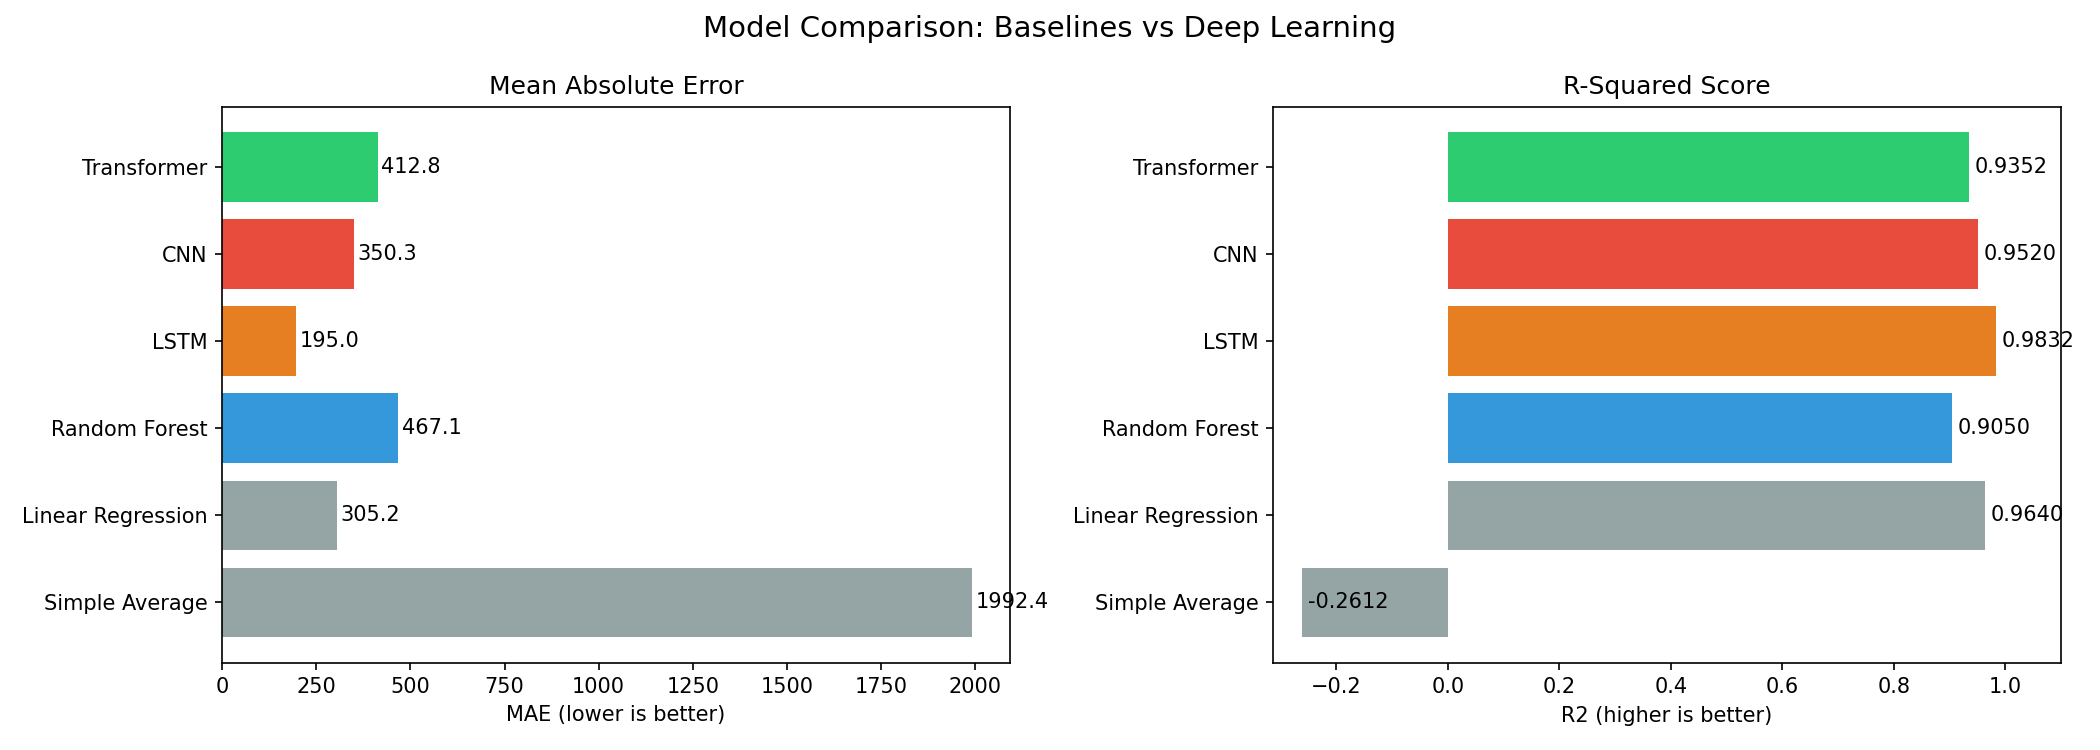 Model Comparison: Baselines vs Deep Learning
Mean Absolute Error
Transformer
412.8
CNN
350.3
LSTM
195.0
Random Forest
467.1
Linear Regression
305.2
Simple Average
1992.4
0 250 500 750 1000 1250 1500 1750 2000
MAE (lower is better)
R-Squared Score
Transformer
0.9352
CNN
0.9520
LSTM
0.9832
Random Forest
0.9050
Linear Regression
0.9640
Simple Average
-0.2612
−0.2 0.0 0.2 0.4 0.6 0.8 1.0
R2 (higher is better)